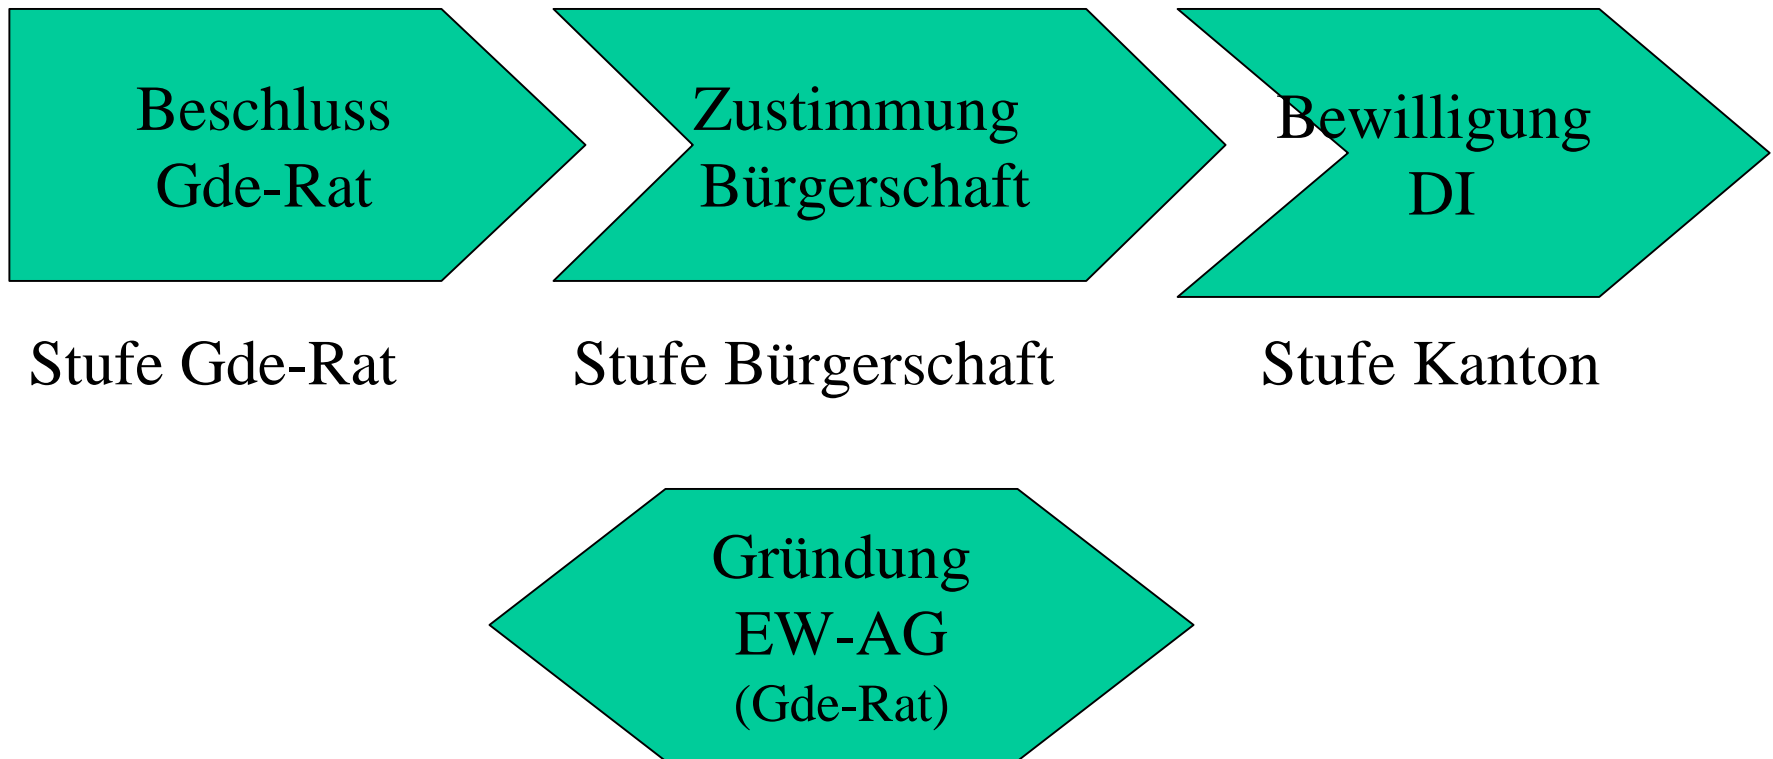 Beschluss
Gde-Rat
Zustimmung
Bürgerschaft
Bewilligung
DI
Stufe Gde-Rat
Stufe Bürgerschaft
Stufe Kanton
Gründung
EW-AG
(Gde-Rat)